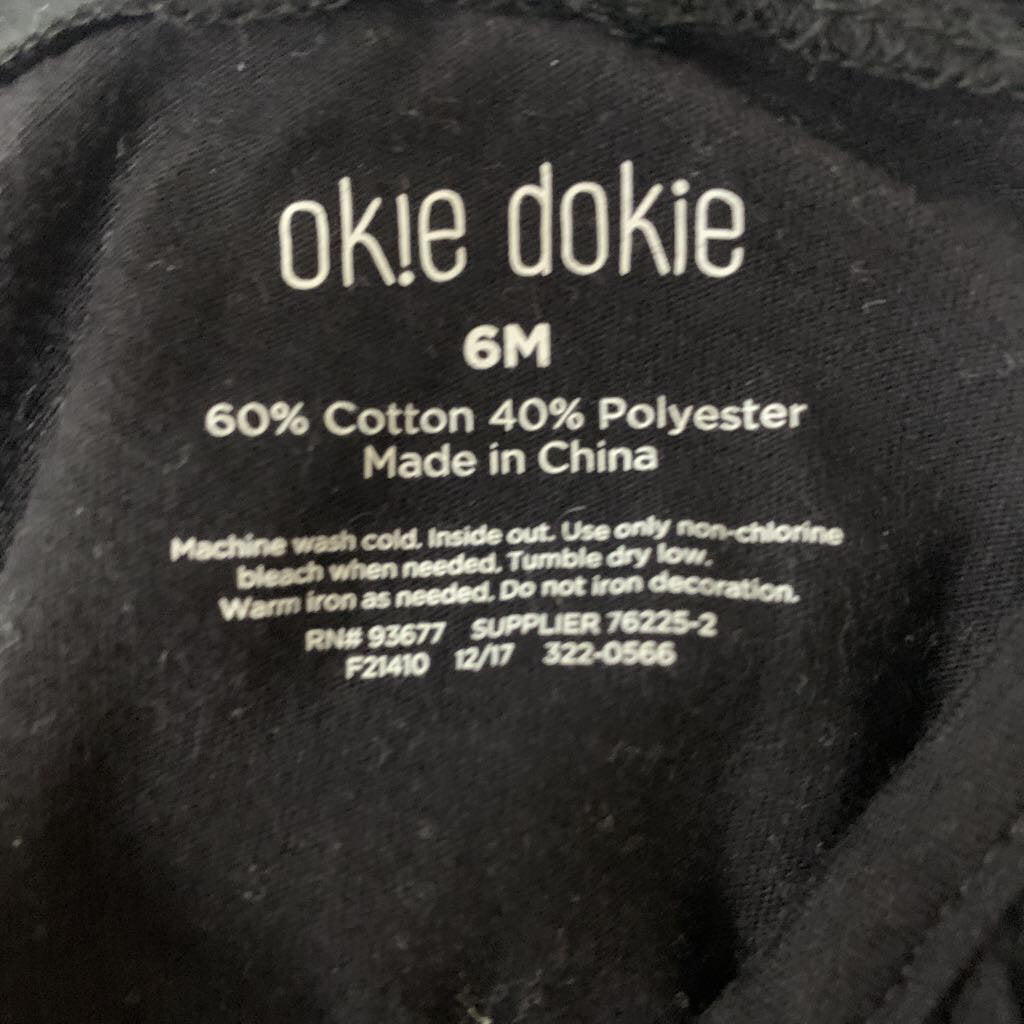 okie dokie
6M
60% Cotton 40% Polyester
Made in China
Machine wash cold. Inside out. Use only non-chlorine
bleach when needed. Tumble dry low.
Warm iron as needed. Do not iron decoration.
RN# 93677 SUPPLIER 76225-2
F21410 12/17 322-0566